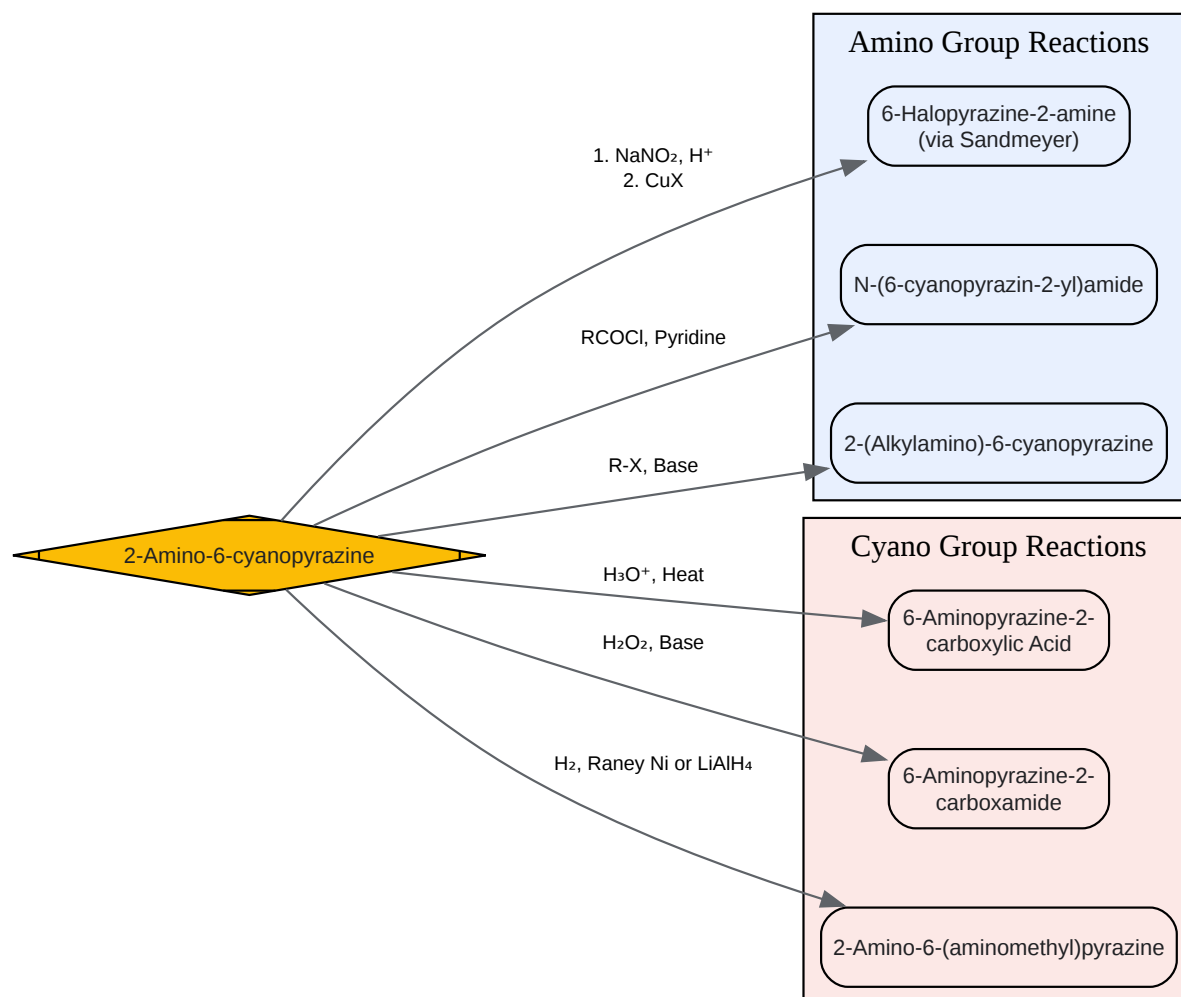 Amino Group Reactions
6-Halopyrazine-2-amine
(via Sandmeyer)
1. NaNO₂, H⁺
2. CuX
N-(6-cyanopyrazin-2-yl)amide
RCOCl, Pyridine
2-(Alkylamino)-6-cyanopyrazine
R-X, Base
2-Amino-6-cyanopyrazine
Cyano Group Reactions
H₃O⁺, Heat
6-Aminopyrazine-2-
carboxylic Acid
H₂O₂, Base
6-Aminopyrazine-2-
carboxamide
H₂, Raney Ni or LiAlH₄
2-Amino-6-(aminomethyl)pyrazine